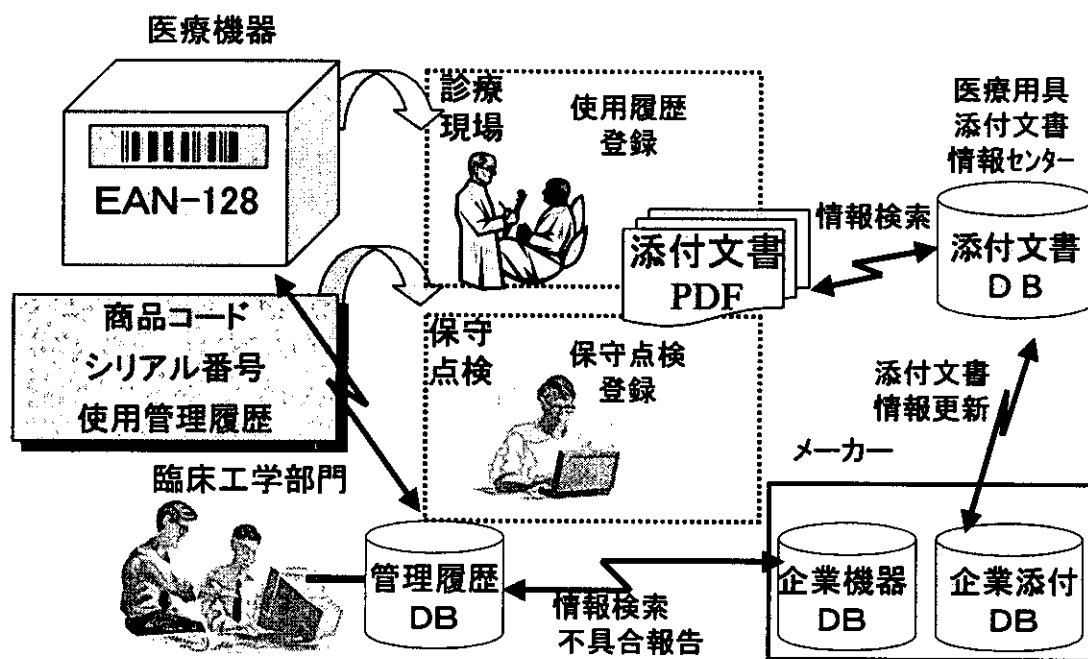 医療機器
EAN-128
商品コード
シリアル番号
使用管理履歴
診療
現場
使用履歴
登録
添付文書
PDF
保守
点検
保守点検
登録
情報検索
医療用具
添付文書
情報センター
添付文書
DB
添付文書
情報更新
メーカー
企業機器
DB
企業添付
DB
臨床工学部門
管理履歴
DB
情報検索
不具合報告